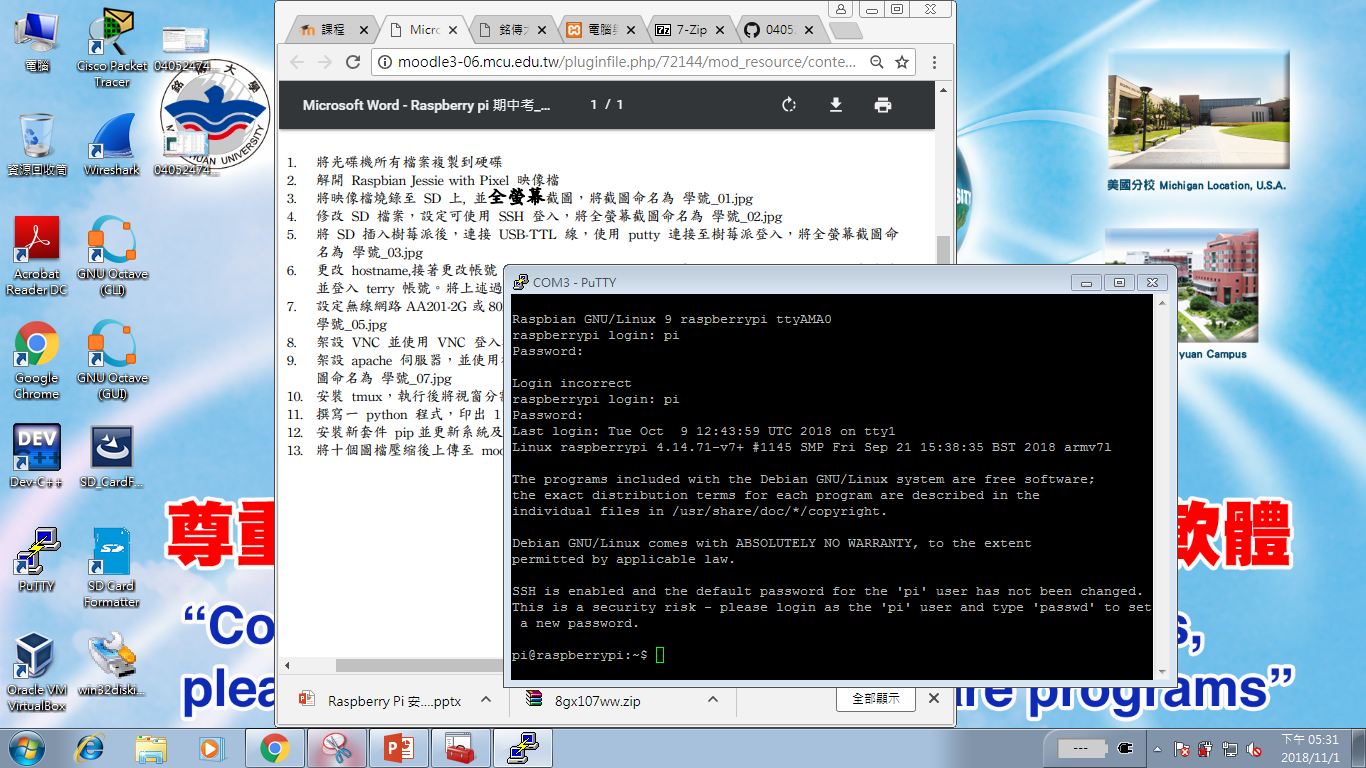 電腦
Cisco Packet
Tracer
04052474...
資源回收筒
Wireshark
04052474...
Acrobat
Reader DC
GNU Octave
(CLI)
Google
Chrome
GNU Octave
(GUI)
Dev-C++
SD_CardF...
PuTTY
SD Card
Formatter
Oracle VM
VirtualBox
win32diski...
課程
Micro
銘傳大
電腦
7-Zip
0405
moodle3-06.mcu.edu.tw/pluginfile.php/72144/mod_resource/conte...
Microsoft Word - Raspberry pi 期中考_...
1 / 1
1. 將光碟機所有檔案複製到硬碟
2. 解開 Raspbian Jessie with Pixel 映像檔
3. 將映像檔燒錄至 SD 上, 並全螢幕截圖，將截圖命名為 學號_01.jpg
4. 修改 SD 檔案，設定可使用 SSH 登入，將全螢幕截圖命名為 學號_02.jpg
5. 將 SD 插入樹莓派後，連接 USB-TTL 線，使用 putty 連接至樹莓派登入，將全螢幕截圖命
名為 學號_03.jpg
6. 更改 hostname,接著更改帳號
並登入 terry 帳號。將上述過
7. 設定無線網路 AA201-2G 或 80
學號_05.jpg
8. 架設 VNC 並使用 VNC 登入
9. 架設 apache 伺服器，並使用
圖命名為 學號_07.jpg
10. 安裝 tmux，執行後將視窗分
11. 撰寫一 python 程式，印出 1
12. 安裝新套件 pip 並更新系統及
13. 將十個圖檔壓縮後上傳至 moo
COM3 - PuTTY
Raspbian GNU/Linux 9 raspberrypi ttyAMA0
raspberrypi login: pi
Password:
Login incorrect
raspberrypi login: pi
Password:
Last login: Tue Oct  9 12:43:59 UTC 2018 on tty1
Linux raspberrypi 4.14.71-v7+ #1145 SMP Fri Sep 21 15:38:35 BST 2018 armv7l
The programs included with the Debian GNU/Linux system are free software;
the exact distribution terms for each program are described in the
individual files in /usr/share/doc/*/copyright.
Debian GNU/Linux comes with ABSOLUTELY NO WARRANTY, to the extent
permitted by applicable law.
SSH is enabled and the default password for the 'pi' user has not been changed.
This is a security risk - please login as the 'pi' user and type 'passwd' to set
a new password.
pi@raspberrypi:~$
美國分校 Michigan Location, U.S.A.
yuan Campus
尊重
軟體
“Co
s,
plea
are programs”
Raspberry Pi 安....pptx
8gx107ww.zip
全部顯示
下午 05:31
2018/11/1